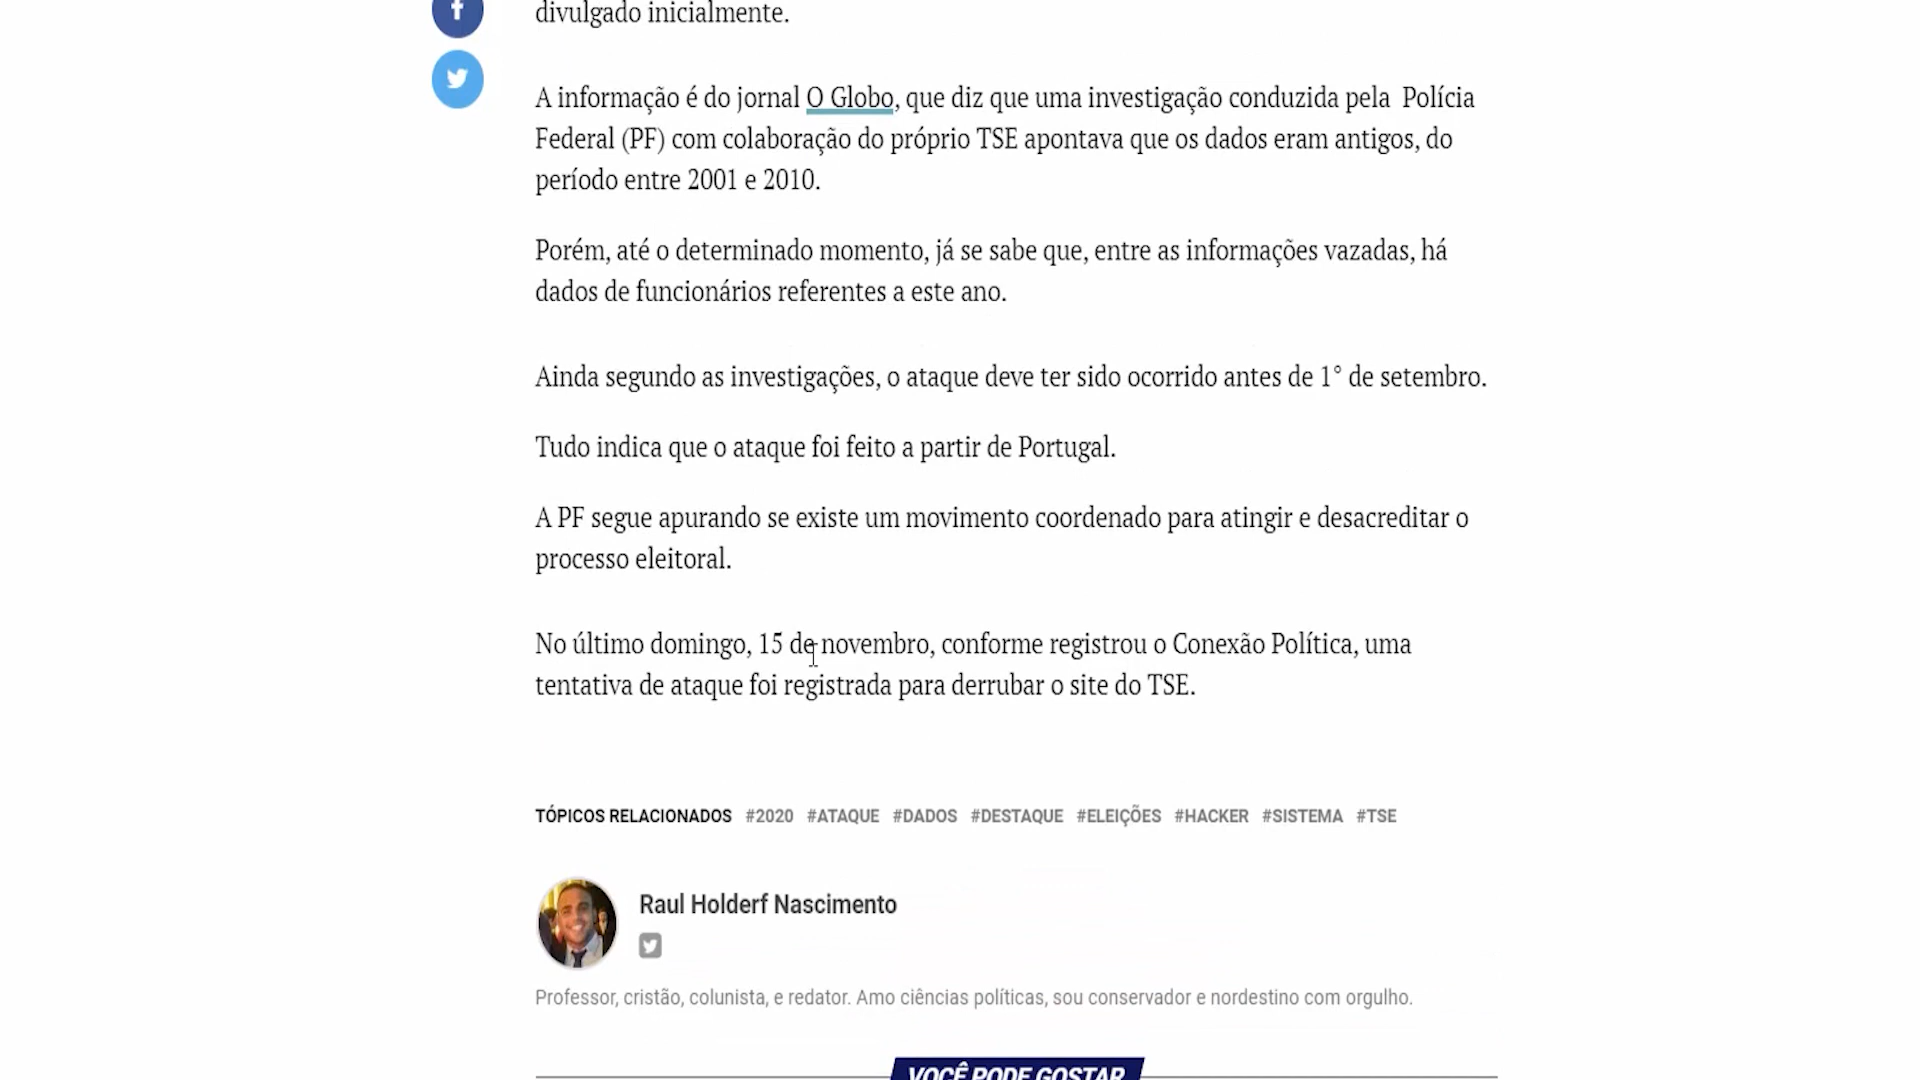 divulgado inicialmente.
A informação é do jornal O Globo, que diz que uma investigação conduzida pela Polícia
Federal (PF) com colaboração do próprio TSE apontava que os dados eram antigos, do
período entre 2001 e 2010.
Porém, até o determinado momento, já se sabe que, entre as informações vazadas, há
dados de funcionários referentes a este ano.
Ainda segundo as investigações, o ataque deve ter sido ocorrido antes de 1° de setembro.
Tudo indica que o ataque foi feito a partir de Portugal.
A PF segue apurando se existe um movimento coordenado para atingir e desacreditar o
processo eleitoral.
No último domingo, 15 de novembro, conforme registrou o Conexão Política, uma
tentativa de ataque foi registrada para derrubar o site do TSE.
TÓPICOS RELACIONADOS #2020 #ATAQUE #DADOS #DESTAQUE #ELEIÇÕES #HACKER #SISTEMA #TSE
Raul Holderf Nascimento
Professor, cristão, colunista, e redator. Amo ciências políticas, sou conservador e nordestino com orgulho.
VOCÊ PODE GOSTAR